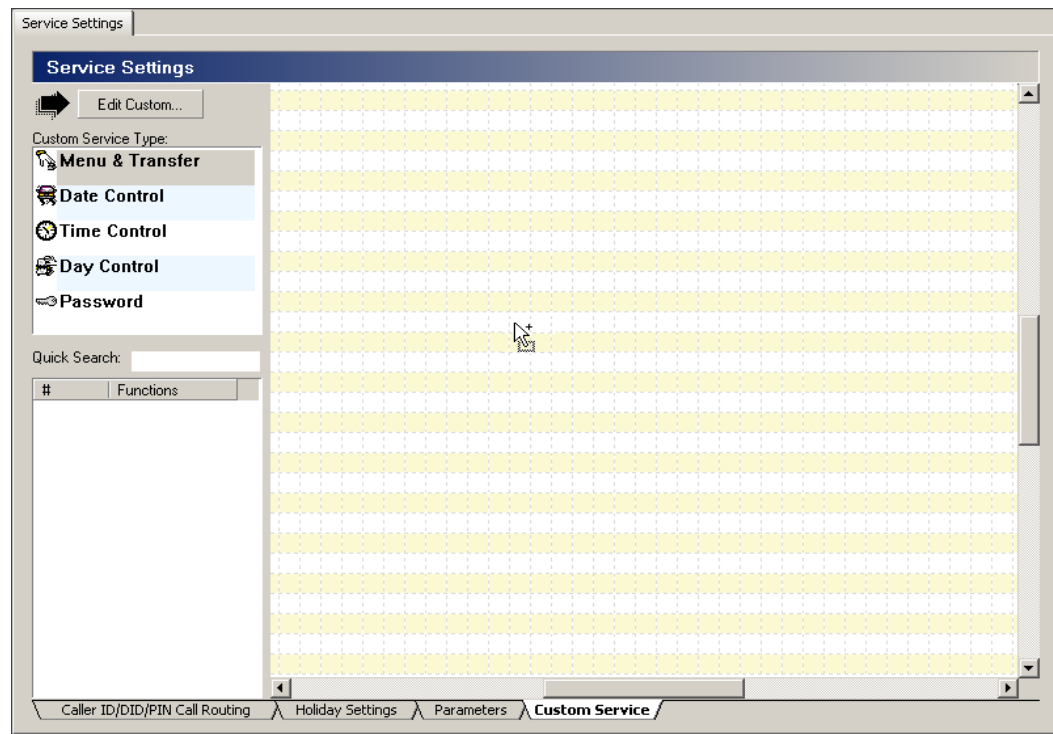 Service Settings
Service Settings
Edit Custom...
Custom Service Type:
Menu & Transfer
Date Control
Time Control
Day Control
Password
Quick Search:
# Functions
Caller ID/DID/PIN Call Routing Holiday Settings Parameters Custom Service